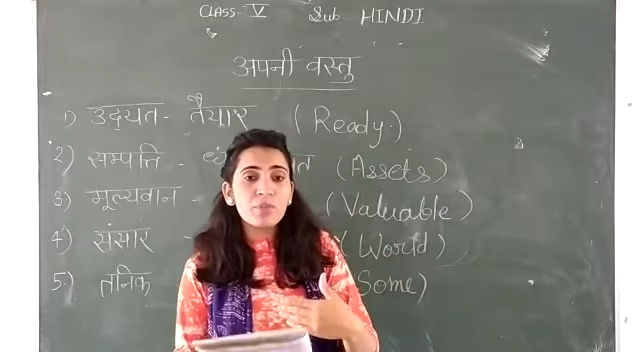 CLASS- V Sub- HINDI
अपनी वस्तु
1) उद्यत- तैयार (Ready.)
2) सम्पत्ति - (Assets)
3) मूल्यवान - (Valuable)
4) संसार - (World)
5.) तनिक Some)